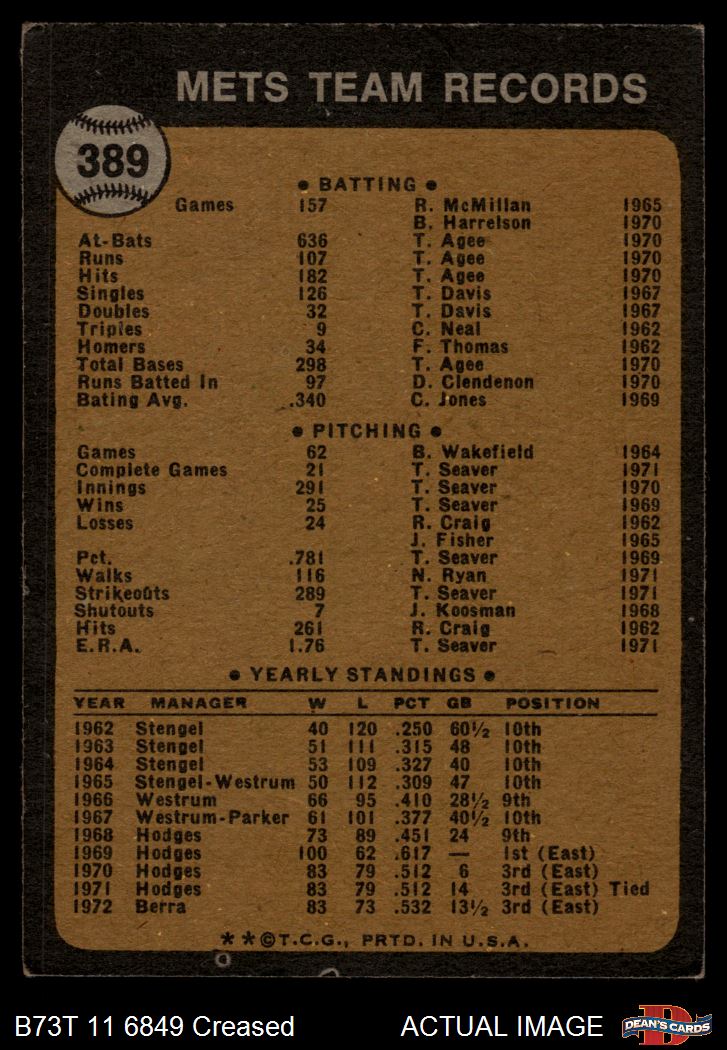 METS TEAM RECORDS
389
• BATTING •
Games 157 R. McMillan 1965
B. Harrelson 1970
At-Bats 636 T. Agee 1970
Runs 107 T. Agee 1970
Hits 182 T. Agee 1970
Singles 126 T. Davis 1967
Doubles 32 T. Davis 1967
Triples 9 C. Neal 1962
Homers 34 F. Thomas 1962
Total Bases 298 T. Agee 1970
Runs Batted In 97 D. Clendenon 1970
Bating Avg. .340 C. Jones 1969
• PITCHING •
Games 62 B. Wakefield 1964
Complete Games 21 T. Seaver 1971
Innings 291 T. Seaver 1970
Wins 25 T. Seaver 1969
Losses 24 R. Craig 1962
J. Fisher 1965
Pct. .781 T. Seaver 1969
Walks 116 N. Ryan 1971
Strikeouts 289 T. Seaver 1971
Shutouts 7 J. Koosman 1968
Hits 261 R. Craig 1962
E.R.A. 1.76 T. Seaver 1971
• YEARLY STANDINGS •
YEAR MANAGER W L PCT GB POSITION
1962 Stengel 40 120 .250 60½ 10th
1963 Stengel 51 111 .315 48 10th
1964 Stengel 53 109 .327 40 10th
1965 Stengel-Westrum 50 112 .309 47 10th
1966 Westrum 66 95 .410 28½ 9th
1967 Westrum-Parker 61 101 .377 40½ 10th
1968 Hodges 73 89 .451 24 9th
1969 Hodges 100 62 .617 — 1st (East)
1970 Hodges 83 79 .512 6 3rd (East)
1971 Hodges 83 79 .512 14 3rd (East) Tied
1972 Berra 83 73 .532 13½ 3rd (East)
**©T.C.G., PRTD. IN U.S.A.
B73T 11 6849 Creased ACTUAL IMAGE
D
DEAN'S CARDS